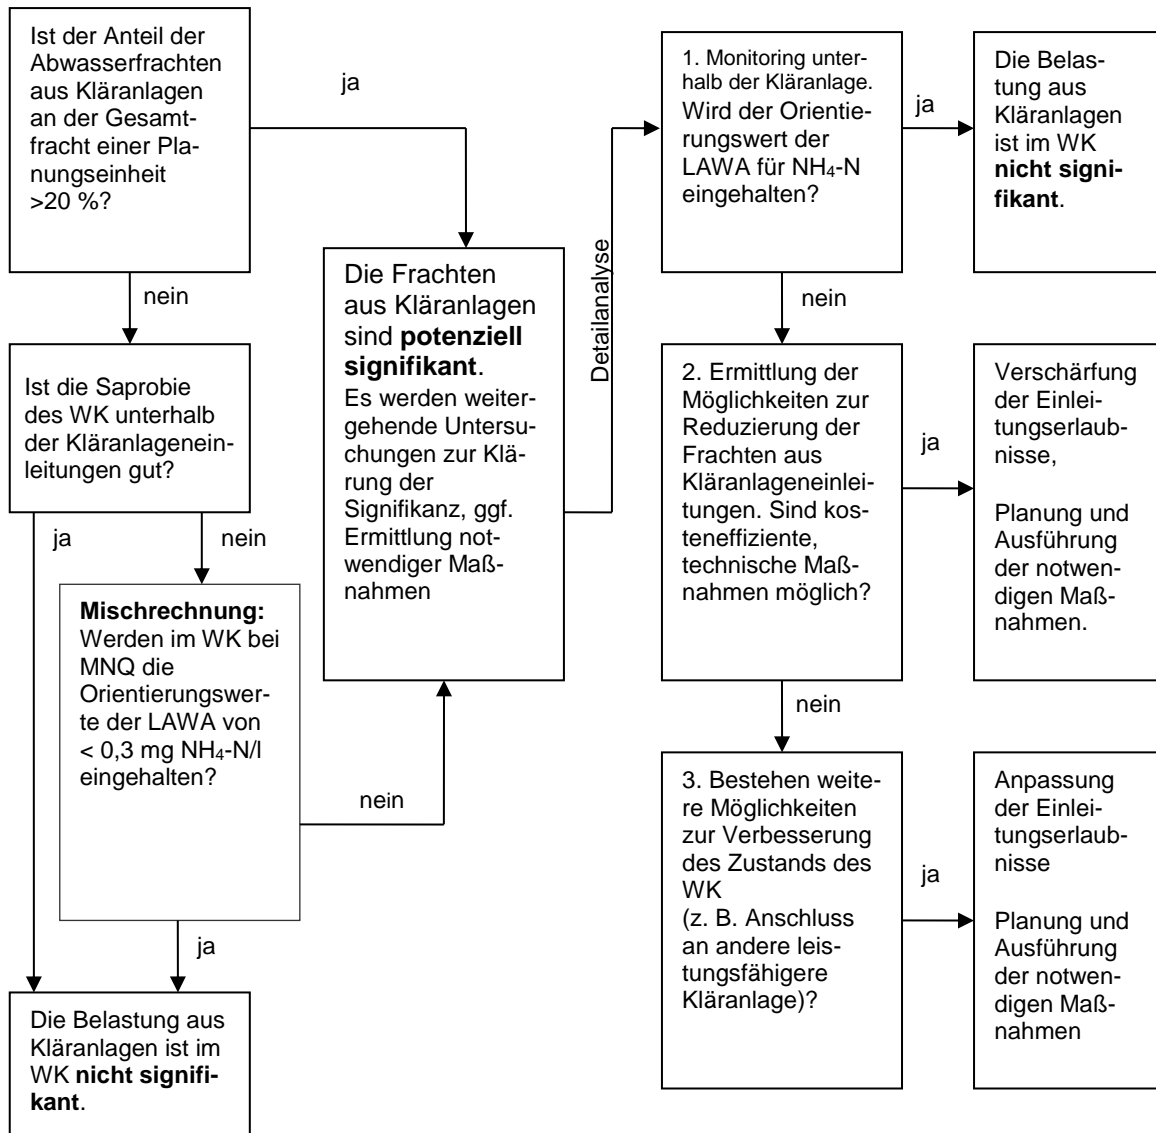 Ist der Anteil der
Abwasserfrachten
aus Kläranlagen
an der Gesamt-
fracht einer Pla-
nungseinheit
>20 %?
ja
nein
Ist die Saprobie
des WK unterhalb
der Kläranlagenein-
leitungen gut?
ja
nein
Mischrechnung:
Werden im WK bei
MNQ die
Orientierungswer-
te der LAWA von
< 0,3 mg NH₄-N/l
eingehalten?
nein
ja
Die Belastung aus
Kläranlagen ist im
WK nicht signifi-
kant.
Die Frachten
aus Kläranlagen
sind potenziell
signifikant.
Es werden weiter-
gehende Untersu-
chungen zur Klä-
rung der
Signifikanz, ggf.
Ermittlung not-
wendiger Maß-
nahmen
Detailanalyse
1. Monitoring unter-
halb der Kläranlage.
Wird der Orientie-
rungswert der
LAWA für NH₄-N
eingehalten?
ja
Die Belas-
tung aus
Kläranlagen
ist im WK
nicht signi-
fikant.
nein
2. Ermittlung der
Möglichkeiten zur
Reduzierung der
Frachten aus
Kläranlageneinlei-
tungen. Sind kos-
teneffiziente,
technische Maß-
nahmen möglich?
ja
Verschärfung
der Einlei-
tungserlaub-
nisse,
Planung und
Ausführung
der notwen-
digen Maß-
nahmen.
nein
3. Bestehen weite-
re Möglichkeiten
zur Verbesserung
des Zustands des
WK
(z. B. Anschluss
an andere leis-
tungsfähigere
Kläranlage)?
ja
Anpassung
der Einlei-
tungserlaub-
nisse
Planung und
Ausführung
der notwen-
digen Maß-
nahmen